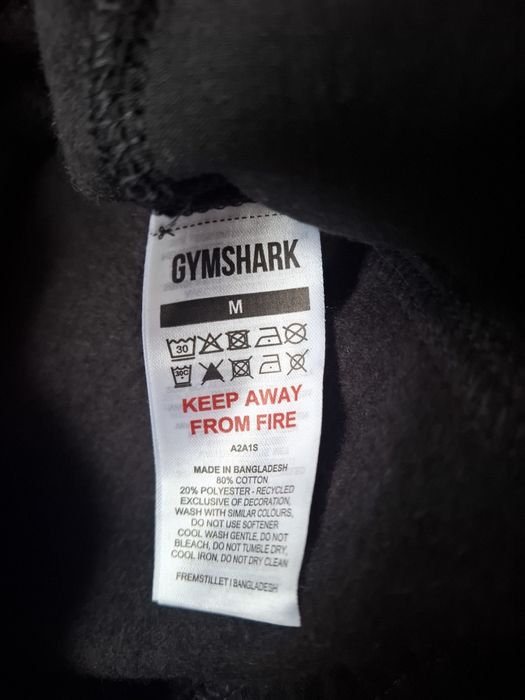 GYMSHARK
M
30
30C
KEEP AWAY
FROM FIRE
A2A1S
MADE IN BANGLADESH
80% COTTON
20% POLYESTER - RECYCLED
EXCLUSIVE OF DECORATION,
WASH WITH SIMILAR COLOURS,
DO NOT USE SOFTENER
COOL WASH GENTLE, DO NOT
BLEACH, DO NOT TUMBLE DRY,
COOL IRON, DO NOT DRY CLEAN
FREMSTILLET I BANGLADESH